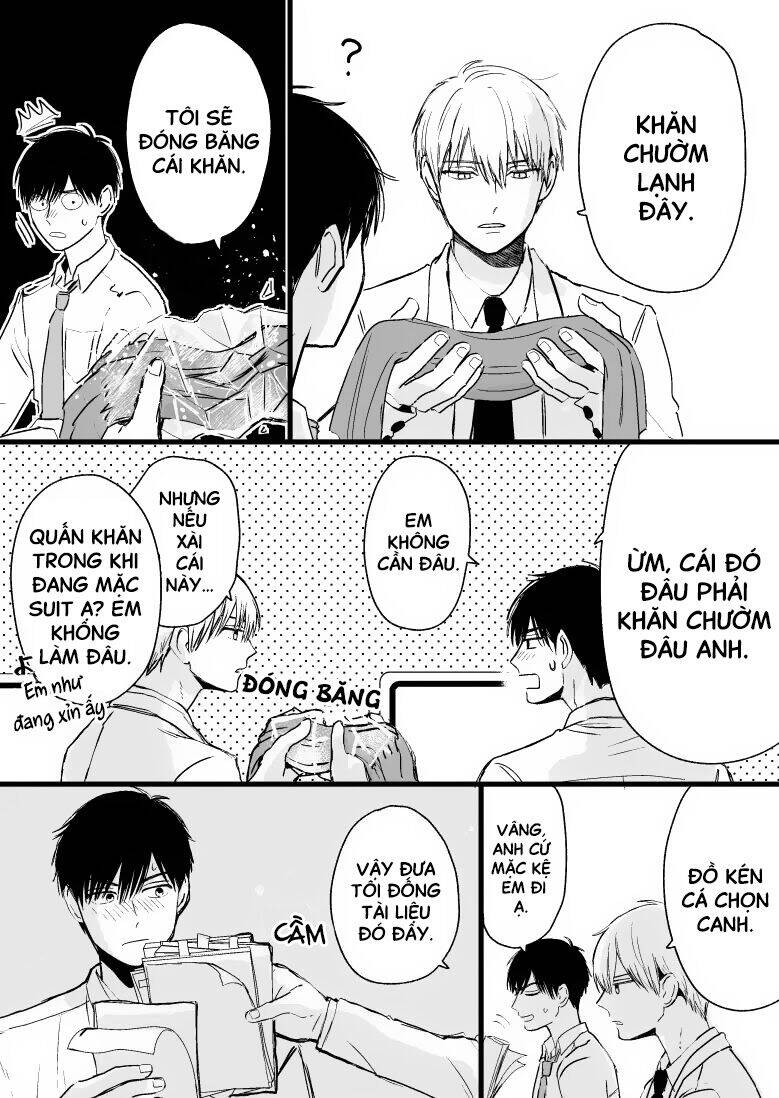 ?
KHĂN
CHƯỜM
LẠNH
ĐÂY.
TÔI SẼ
ĐÓNG BĂNG
CÁI KHĂN.
ỪM, CÁI ĐÓ
ĐÂU PHẢI
KHĂN CHƯỜM
ĐÂU ANH.
EM
KHÔNG
CẦN ĐÂU.
NHƯNG
NẾU
XÀI
CÁI
NÀY...
ĐÓNG BĂNG
QUẤN KHĂN
TRONG KHI
ĐANG MẶC
SUIT Á? EM
KHÔNG
LÀM ĐÂU.
Em như
đang xỉn ấy
ĐỒ KÉN
CÁ CHỌN
CANH.
VÂNG,
ANH CỨ
MẶC KỆ
EM ĐI
Ạ.
VẬY ĐƯA
TỚI ĐỐNG
TÀI LIỆU
ĐÓ ĐÂY.
CẦM